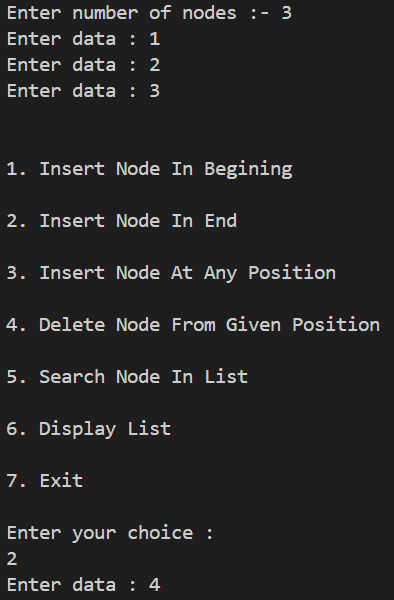 Enter number of nodes :- 3
Enter data : 1
Enter data : 2
Enter data : 3
1. Insert Node In Begining
2. Insert Node In End
3. Insert Node At Any Position
4. Delete Node From Given Position
5. Search Node In List
6. Display List
7. Exit
Enter your choice :
2
Enter data : 4